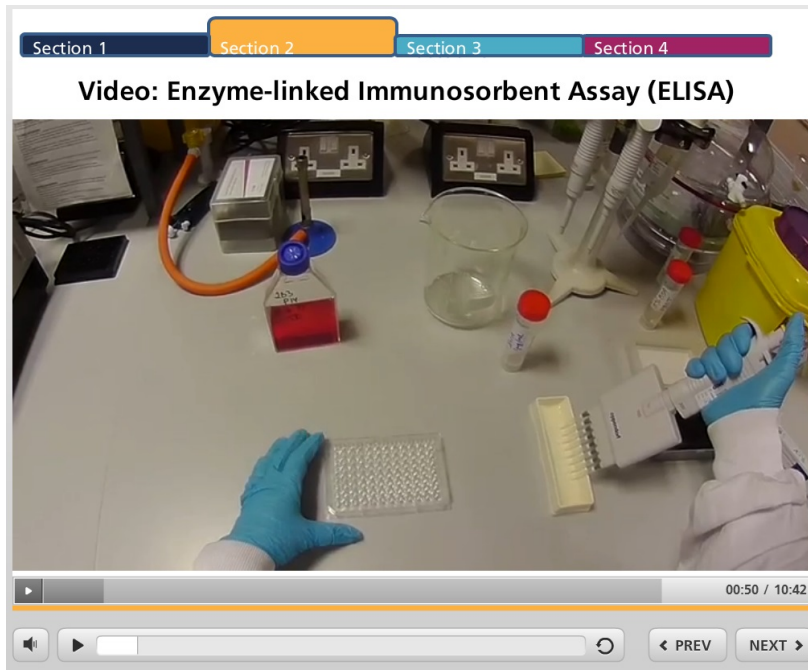 Section 1
Section 2
Section 3
Section 4
Video: Enzyme-linked Immunosorbent Assay (ELISA)
00:50 / 10:42
PREV
NEXT